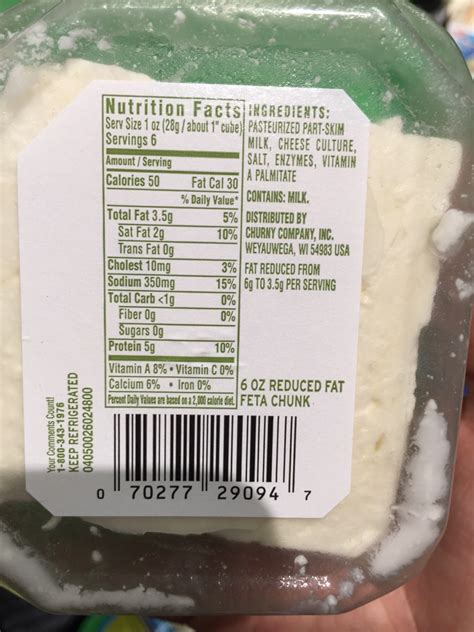 Nutrition Facts
Serv Size 1 oz (28g / about 1" cube)
Servings 6
Amount / Serving
Calories 50 Fat Cal 30
% Daily Value*
Total Fat 3.5g 5%
Sat Fat 2g 10%
Trans Fat 0g
Cholest 10mg 3%
Sodium 350mg 15%
Total Carb <1g 0%
Fiber 0g 0%
Sugars 0g
Protein 5g 10%
Vitamin A 8% • Vitamin C 0%
Calcium 6% • Iron 0%
Percent Daily Values are based on a 2,000 calorie diet.
INGREDIENTS:
PASTEURIZED PART-SKIM
MILK, CHEESE CULTURE,
SALT, ENZYMES, VITAMIN
A PALMITATE
CONTAINS: MILK.
DISTRIBUTED BY
CHURNY COMPANY, INC.
WEYAUWEGA, WI 54983 USA
FAT REDUCED FROM
6g TO 3.5g PER SERVING
6 OZ REDUCED FAT
FETA CHUNK
Your Comments Count!
1-800-343-1976
KEEP REFRIGERATED
04050026024800
0 70277 29094 7